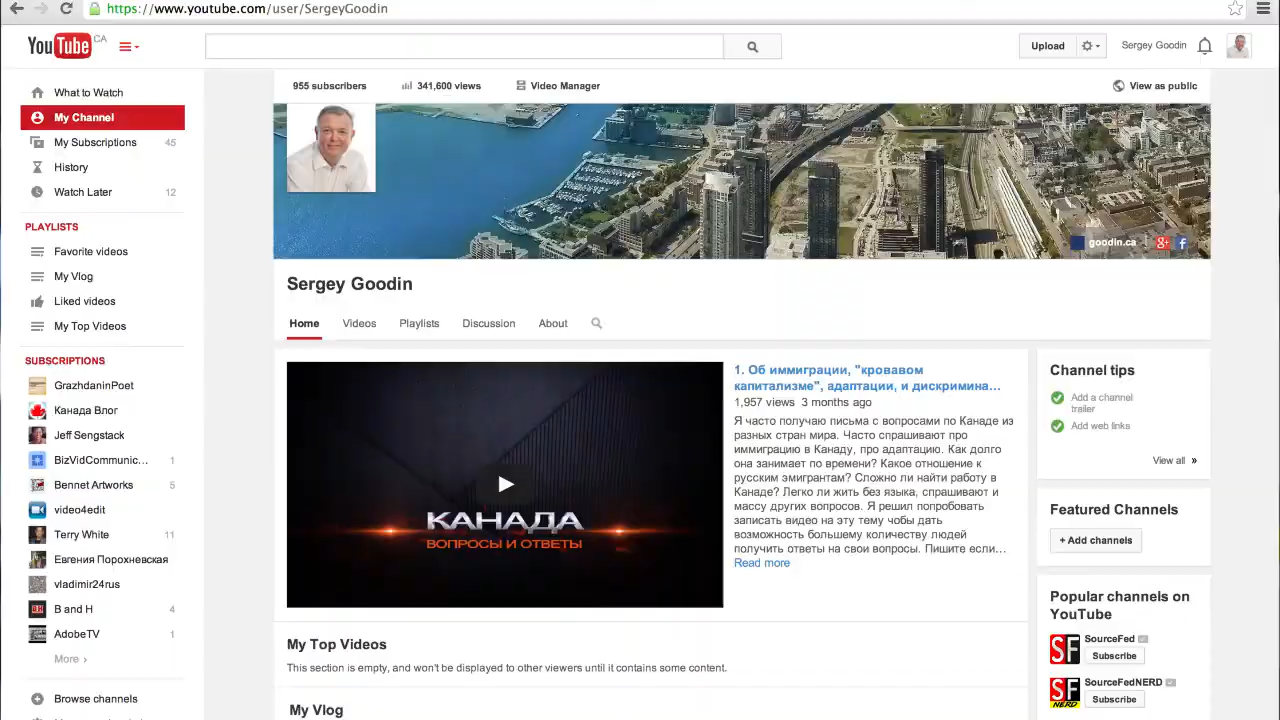 https://www.youtube.com/user/SergeyGoodin
YouTube CA
Upload
Sergey Goodin
What to Watch
My Channel
My Subscriptions 45
History
Watch Later 12
PLAYLISTS
Favorite videos
My Vlog
Liked videos
My Top Videos
SUBSCRIPTIONS
GrazhdaninPoet
Канада Влог
Jeff Sengstack
BizVidCommunic... 1
Bennet Artworks 5
video4edit
Terry White 11
Евгения Порохневская
vladimir24rus
B and H 4
AdobeTV 1
More ›
Browse channels
955 subscribers
341,600 views
Video Manager
View as public
goodin.ca
Sergey Goodin
Home Videos Playlists Discussion About
КАНАДА
ВОПРОСЫ И ОТВЕТЫ
1. Об иммиграции, "кровавом
капитализме", адаптации, и дискримина...
1,957 views 3 months ago
Я часто получаю письма с вопросами по Канаде из
разных стран мира. Часто спрашивают про
иммиграцию в Канаду, про адаптацию. Как долго
она занимает по времени? Какое отношение к
русским эмигрантам? Сложно ли найти работу в
Канаде? Легко ли жить без языка, спрашивают и
массу других вопросов. Я решил попробовать
записать видео на эту тему чобы дать
возможность большему количеству людей
получить ответы на свои вопросы. Пишите если...
Read more
My Top Videos
This section is empty, and won't be displayed to other viewers until it contains some content.
My Vlog
Channel tips
Add a channel
trailer
Add web links
View all »
Featured Channels
+ Add channels
Popular channels on
YouTube
SF
SourceFed
Subscribe
SF
NERD
SourceFedNERD
Subscribe